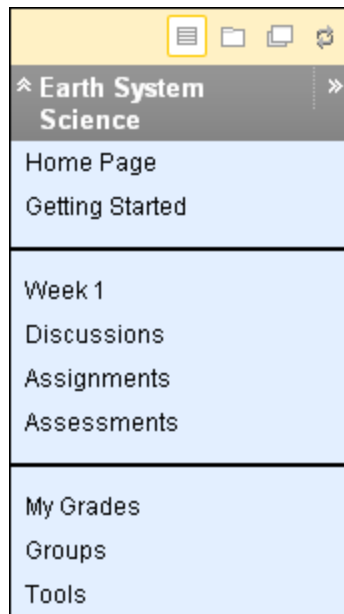 Earth System
Science
Home Page
Getting Started
Week 1
Discussions
Assignments
Assessments
My Grades
Groups
Tools